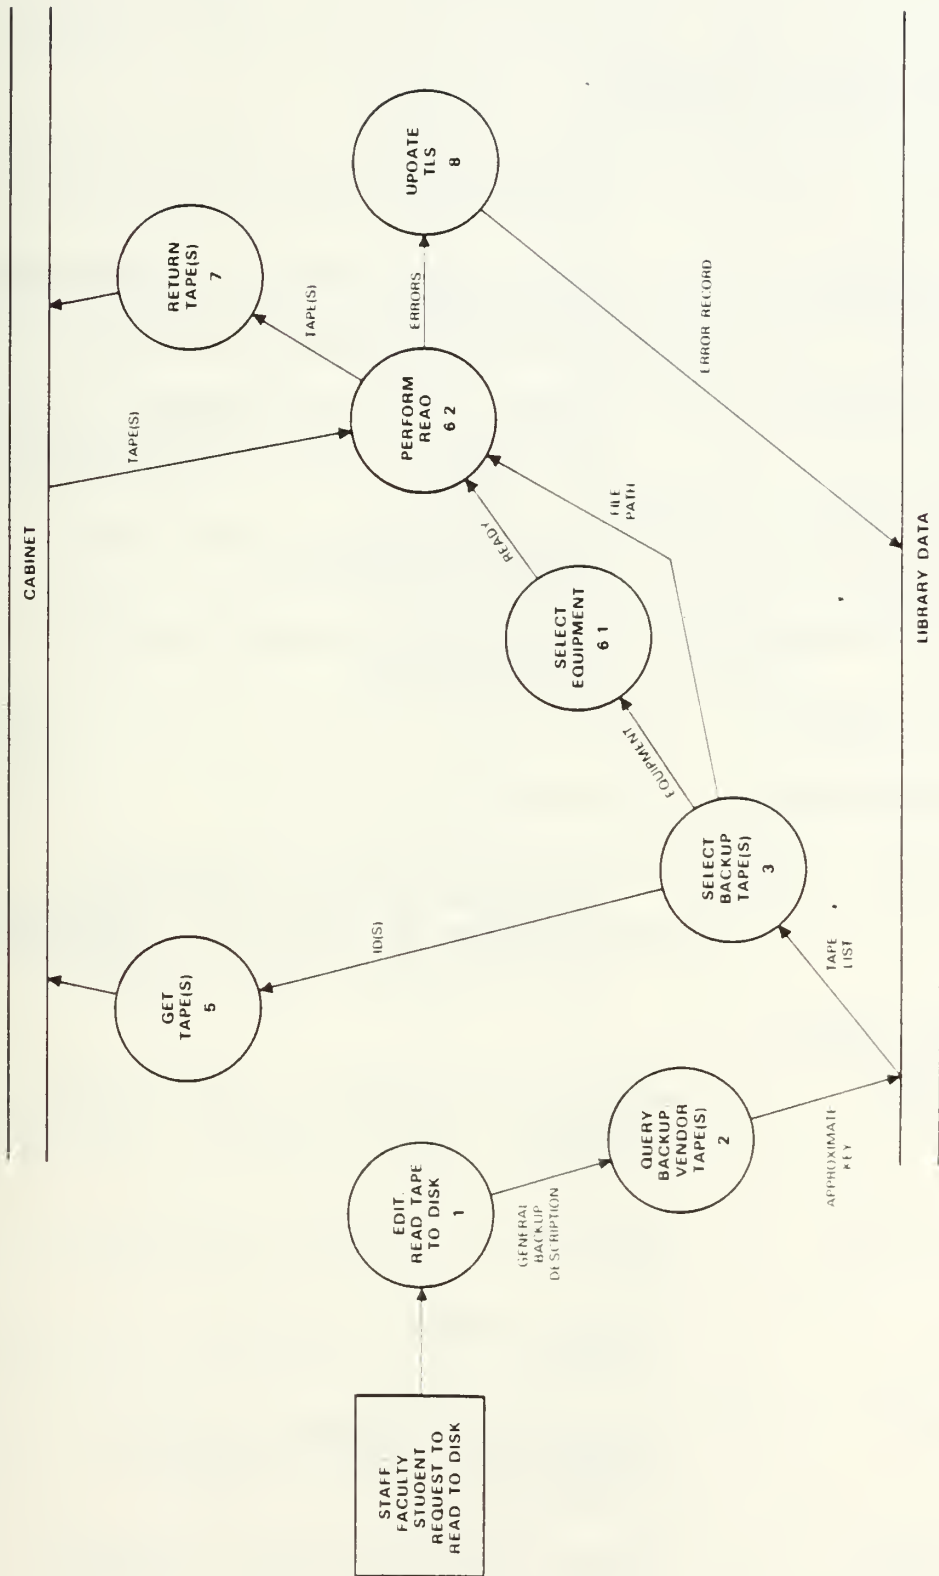 CABINET
RETURN
TAPE(S)
7
TAPE(S)
TAPE(S)
UPOATE
TLS
8
ERRORS
PERFORM
REAO
6 2
ERROR RECORD
READY
FILE
PATH
SELECT
EQUIPMENT
6 1
EQUIPMENT
GET
TAPE(S)
5
ID(S)
SELECT
BACKUP
TAPE(S)
3
TAPE
LIST
EDIT.
READ TAPE
TO DISK
1
GENERAL
BACKUP
DESCRIPTION
QUERY
BACKUP
VENDOR
TAPE(S)
2
APPROXIMATE
KEY
STAFF
FACULTY
STUDENT
REQUEST TO
READ TO DISK
LIBRARY DATA